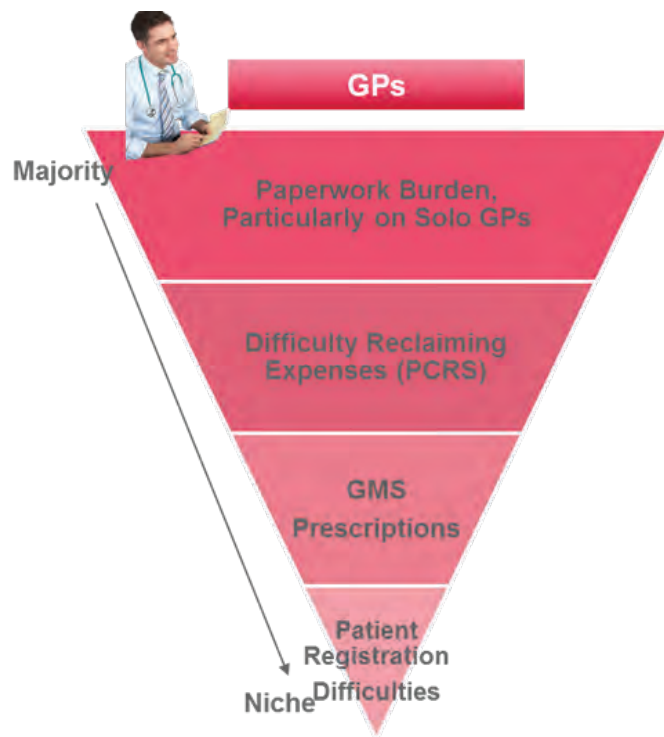 GPs
Majority
Paperwork Burden,
Particularly on Solo GPs
Difficulty Reclaiming
Expenses (PCRS)
GMS
Prescriptions
Patient
Registration
Difficulties
Niche